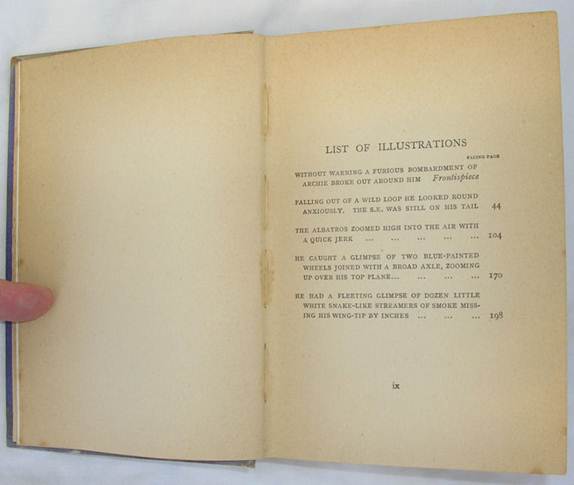 LIST OF ILLUSTRATIONS
FACING PAGE
WITHOUT WARNING A FURIOUS BOMBARDMENT OF
ARCHIE BROKE OUT AROUND HIM Frontispiece
FALLING OUT OF A WILD LOOP HE LOOKED ROUND
ANXIOUSLY. THE S.E. WAS STILL ON HIS TAIL 44
THE ALBATROS ZOOMED HIGH INTO THE AIR WITH
A QUICK JERK ... ... ... ... ... 104
HE CAUGHT A GLIMPSE OF TWO BLUE-PAINTED
WHEELS JOINED WITH A BROAD AXLE, ZOOMING
UP OVER HIS TOP PLANE... ... ... ... 170
HE HAD A FLEETING GLIMPSE OF DOZEN LITTLE
WHITE SNAKE-LIKE STREAMERS OF SMOKE MISS-
ING HIS WING-TIP BY INCHES ... ... ... 198
ix